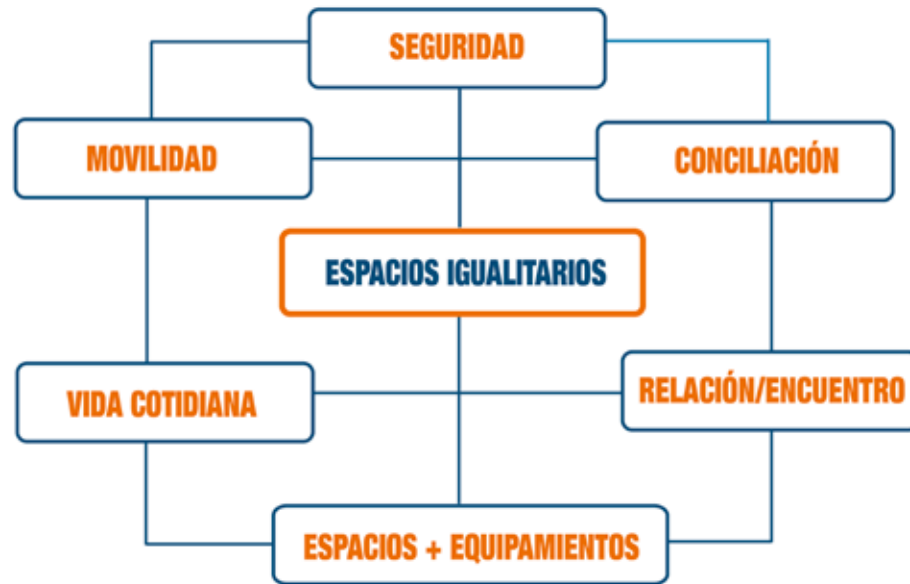 SEGURIDAD
MOVILIDAD
CONCILIACIÓN
ESPACIOS IGUALITARIOS
VIDA COTIDIANA
RELACIÓN/ENCUENTRO
ESPACIOS + EQUIPAMIENTOS